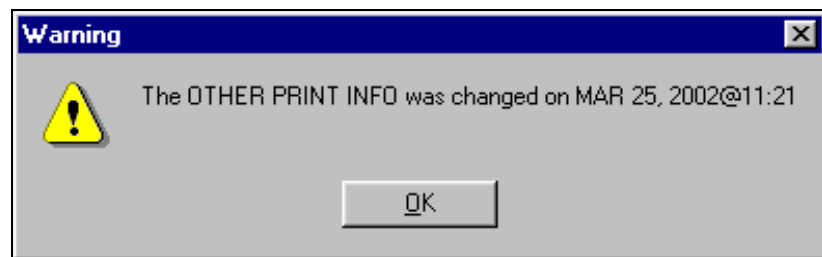 Warning
The OTHER PRINT INFO was changed on MAR 25, 2002@11:21
OK